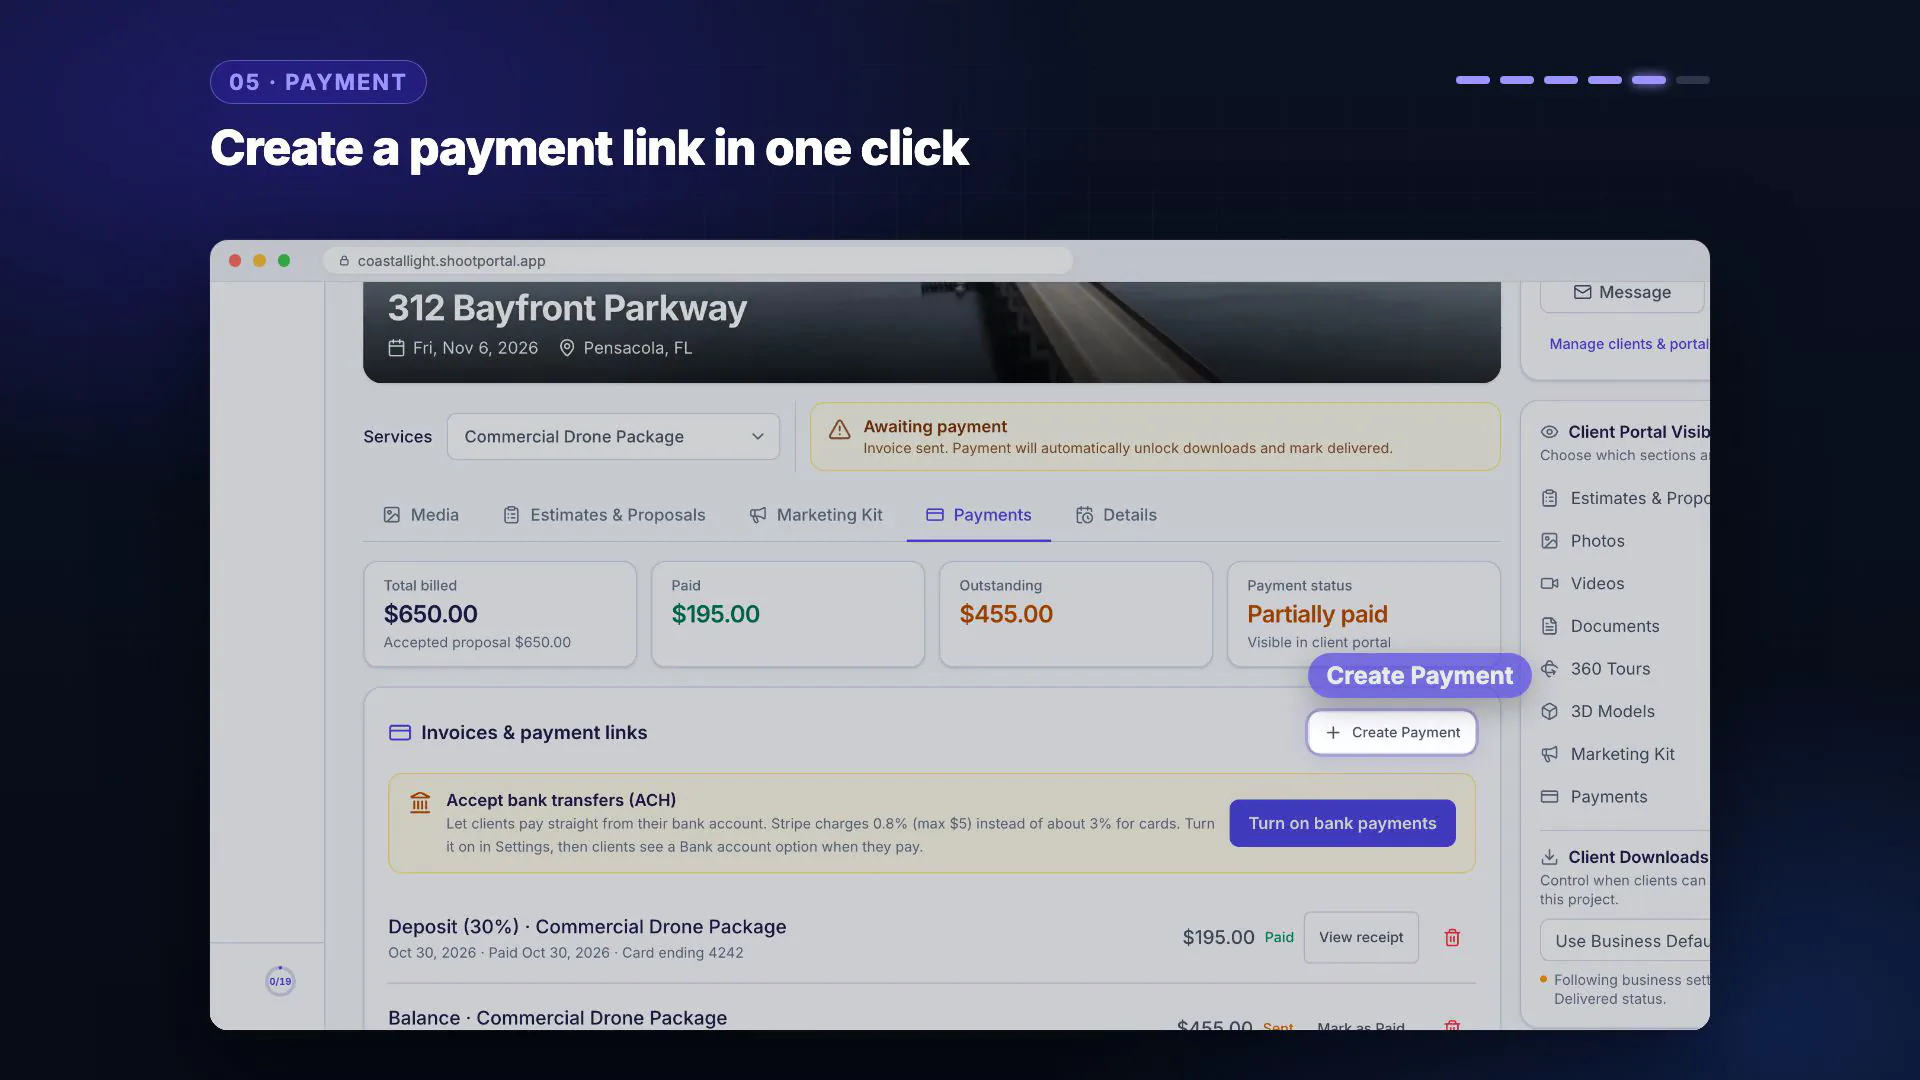 05 · PAYMENT
Create a payment link in one click
coastallight.shootportal.app
312 Bayfront Parkway
Fri, Nov 6, 2026 Pensacola, FL
Message
Manage clients & portal
Services Commercial Drone Package
Awaiting payment
Invoice sent. Payment will automatically unlock downloads and mark delivered.
Media Estimates & Proposals Marketing Kit Payments Details
Total billed
$650.00
Accepted proposal $650.00
Paid
$195.00
Outstanding
$455.00
Payment status
Partially paid
Visible in client portal
Create Payment
Invoices & payment links
Create Payment
Accept bank transfers (ACH)
Let clients pay straight from their bank account. Stripe charges 0.8% (max $5) instead of about 3% for cards. Turn
it on in Settings, then clients see a Bank account option when they pay.
Turn on bank payments
Deposit (30%) · Commercial Drone Package
Oct 30, 2026 · Paid Oct 30, 2026 · Card ending 4242
$195.00 Paid View receipt
Balance · Commercial Drone Package
$455.00 Sent Mark as Paid
0/19
Client Portal Visib
Choose which sections a
Estimates & Propo
Photos
Videos
Documents
360 Tours
3D Models
Marketing Kit
Payments
Client Downloads
Control when clients can
this project.
Use Business Defau
Following business sett
Delivered status.